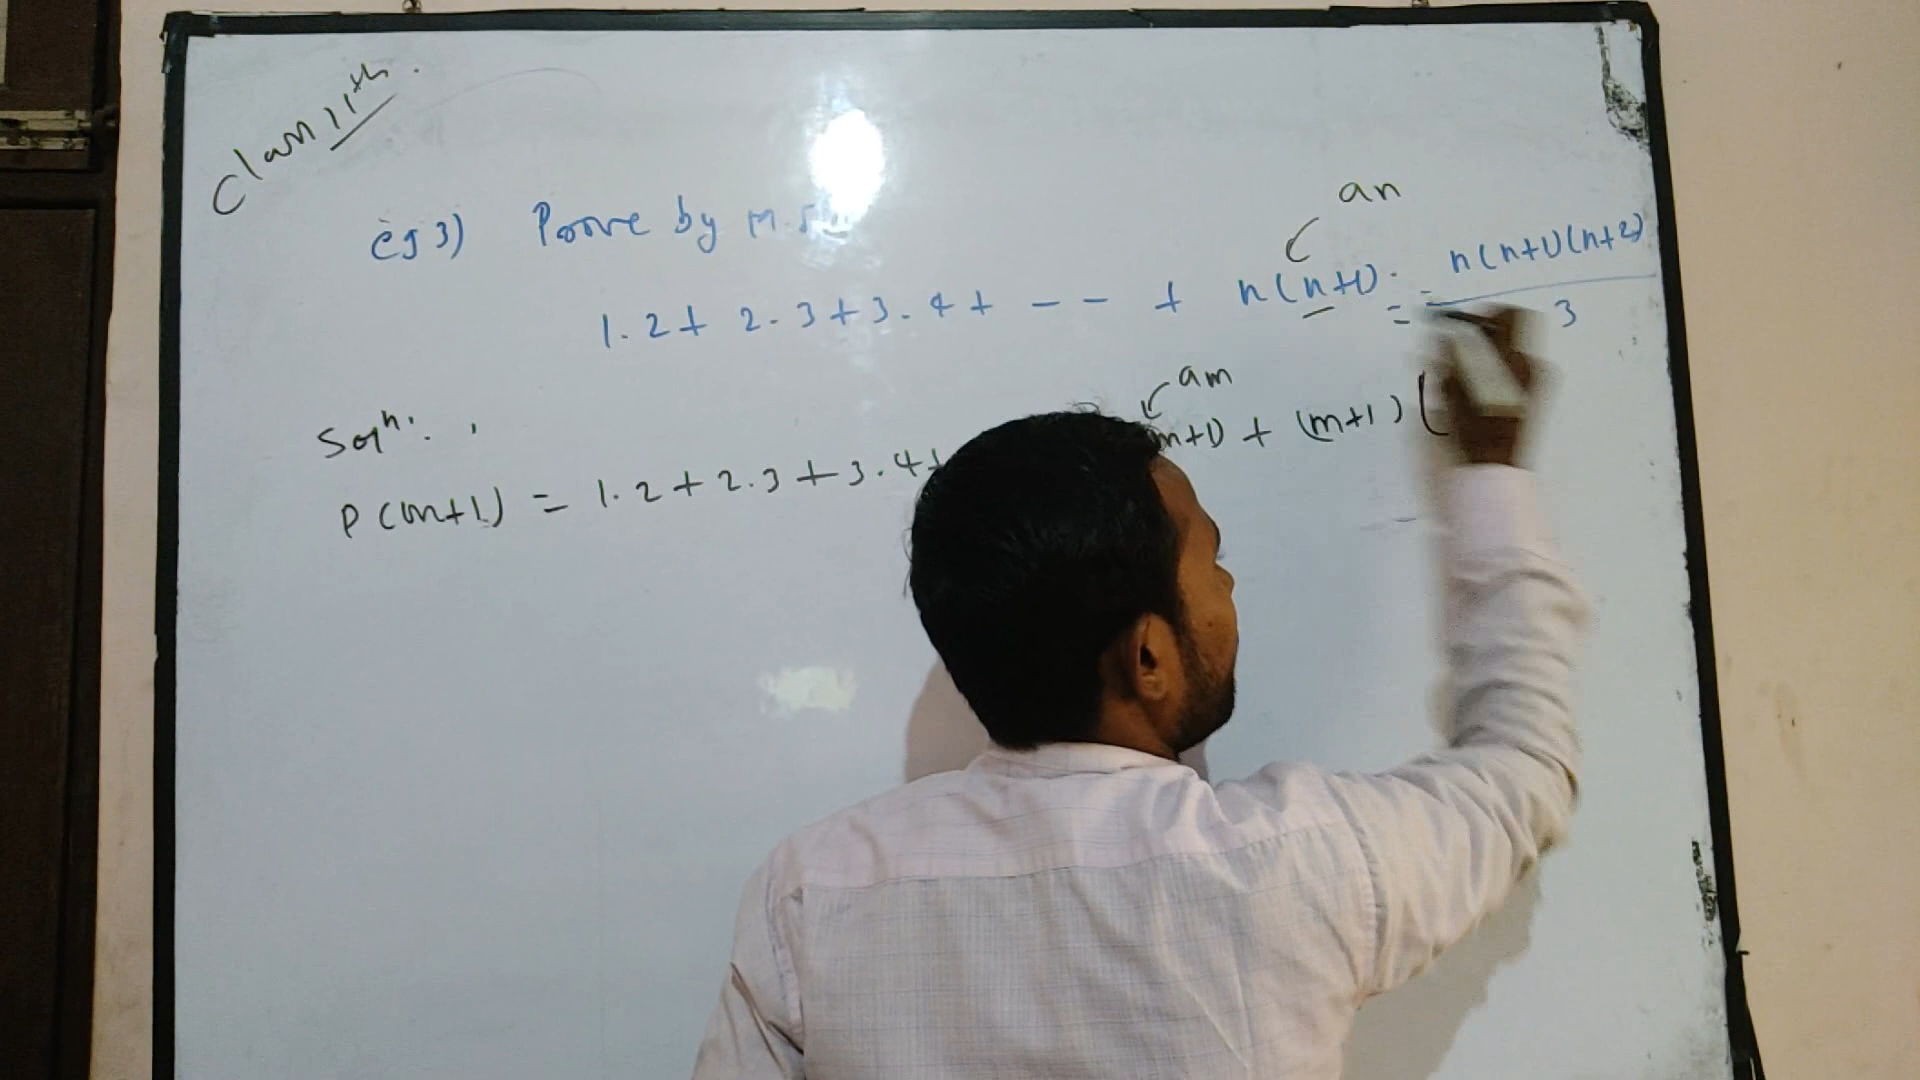 Class 11th.
eg 3) Prove by M.
an
1.2 + 2.3 + 3.4 + - - + n(n+1) = n(n+1)(n+2)
3
Solⁿ:
am
P(m+1) = 1.2 + 2.3 + 3.4 + m+1) + (m+1) (